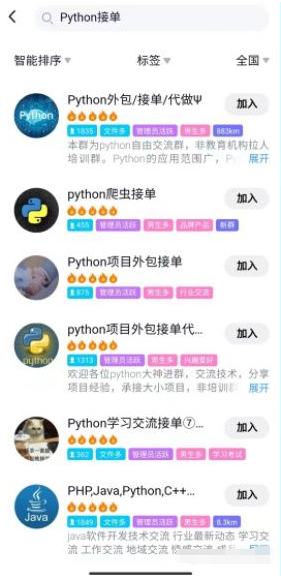 Python接单
智能排序 标签 全国
Python
Python外包/接单/代做Ψ
加入
1835 文件多 管理员活跃 男生多 883km
本群为python自由交流群，非教育机构拉人
培训群。Python的应用范围广， 展开
python爬虫接单
加入
455 管理员活跃 男生多 品牌产品 新群
Python项目外包接单
加入
875 管理员活跃 男生多 行业交流
python
python项目外包接单代...
加入
1313 管理员活跃 男生多 兴趣爱好
欢迎各位python大神进群，交流技术，分享
项目经验，承接大小项目，非培训群 展开
Python学习交流接单⑦...
加入
362 文件多 管理员活跃 男生多 学习考试
Java
PHP,Java,Python,C++...
加入
1849 文件多 管理员活跃 男生多 8.3km
java软件开发技术交流 行业最新动态 学习交
流 工作交流 地域交流 情感交流